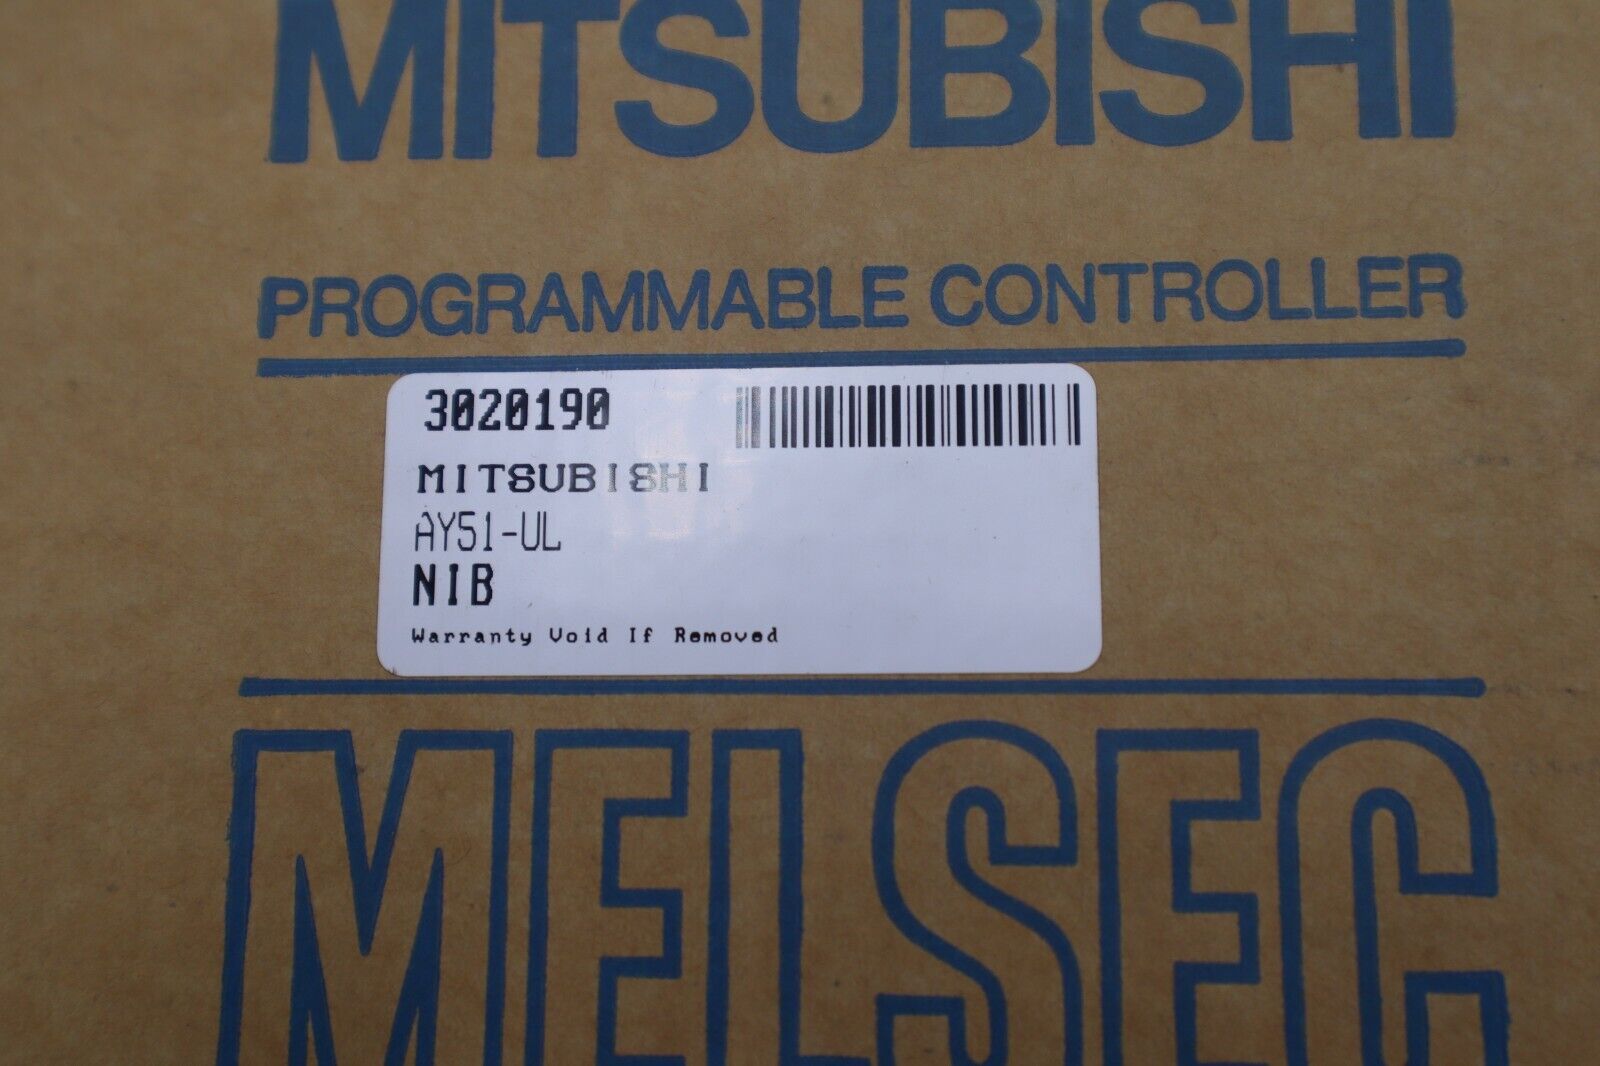 MITSUBISHI
PROGRAMMABLE CONTROLLER
3020190
MITSUBISHI
AY51-UL
NIB
Warranty Void If Removed
MELSEC